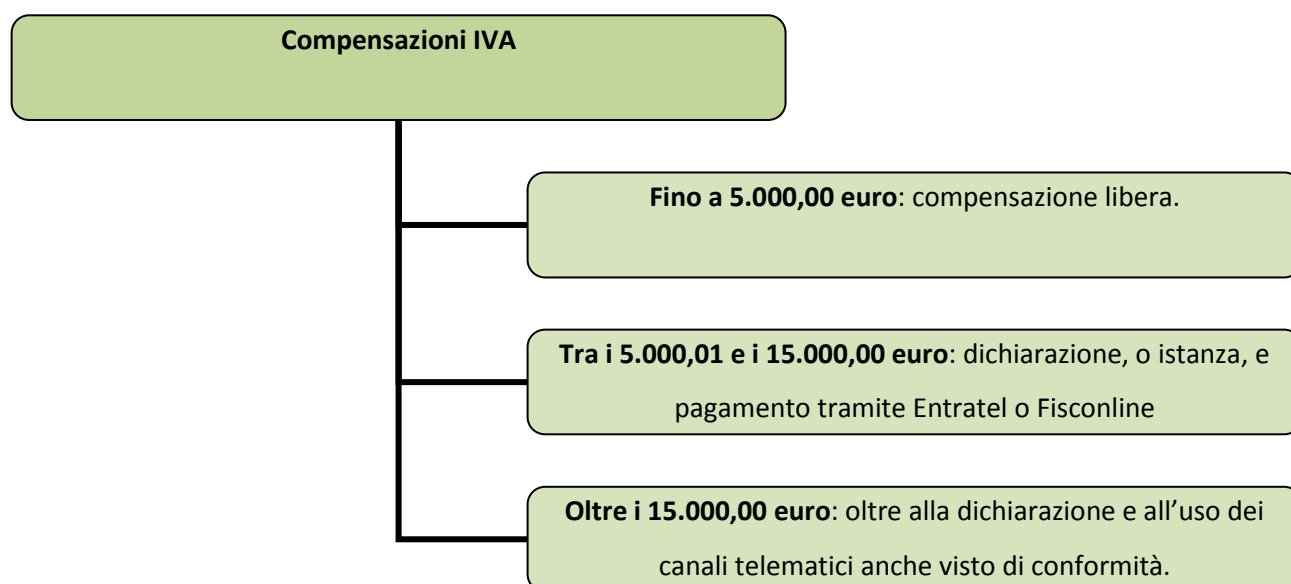 Compensazioni IVA
Fino a 5.000,00 euro: compensazione libera.
Tra i 5.000,01 e i 15.000,00 euro: dichiarazione, o istanza, e
pagamento tramite Entratel o Fisconline
Oltre i 15.000,00 euro: oltre alla dichiarazione e all’uso dei
canali telematici anche visto di conformità.